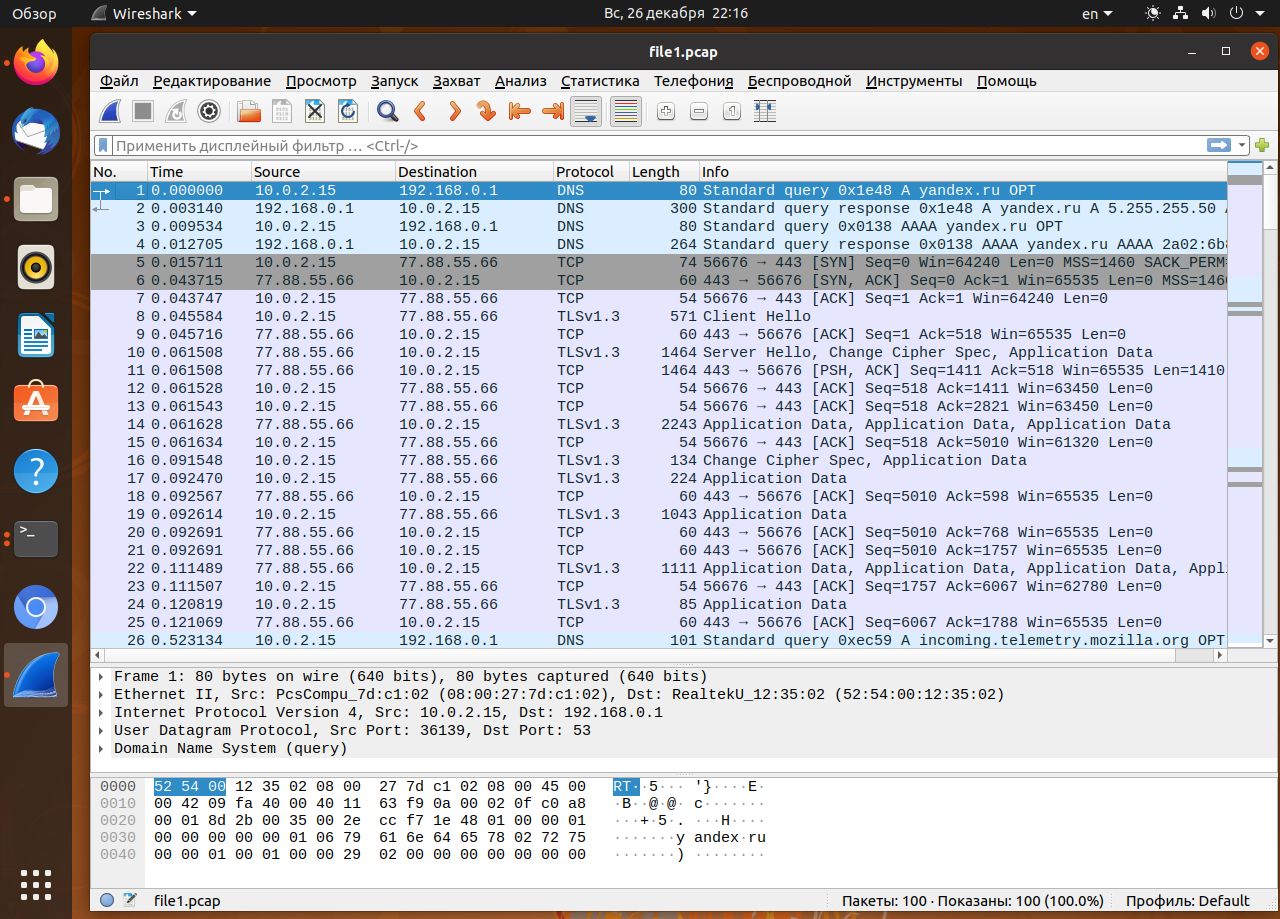 Обзор Wireshark Вс, 26 декабря 22:16 en
file1.pcap
Файл Редактирование Просмотр Запуск Захват Анализ Статистика Телефония Беспроводной Инструменты Помощь
Применить дисплейный фильтр … <Ctrl-/>
No. Time Source Destination Protocol Length Info
1 0.000000 10.0.2.15 192.168.0.1 DNS 80 Standard query 0x1e48 A yandex.ru OPT
2 0.003140 192.168.0.1 10.0.2.15 DNS 300 Standard query response 0x1e48 A yandex.ru A 5.255.255.50
3 0.009534 10.0.2.15 192.168.0.1 DNS 80 Standard query 0x0138 AAAA yandex.ru OPT
4 0.012705 192.168.0.1 10.0.2.15 DNS 264 Standard query response 0x0138 AAAA yandex.ru AAAA 2a02:6b8
5 0.015711 10.0.2.15 77.88.55.66 TCP 74 56676 → 443 [SYN] Seq=0 Win=64240 Len=0 MSS=1460 SACK_PERM=
6 0.043715 77.88.55.66 10.0.2.15 TCP 60 443 → 56676 [SYN, ACK] Seq=0 Ack=1 Win=65535 Len=0 MSS=1460
7 0.043747 10.0.2.15 77.88.55.66 TCP 54 56676 → 443 [ACK] Seq=1 Ack=1 Win=64240 Len=0
8 0.045584 10.0.2.15 77.88.55.66 TLSv1.3 571 Client Hello
9 0.045716 77.88.55.66 10.0.2.15 TCP 60 443 → 56676 [ACK] Seq=1 Ack=518 Win=65535 Len=0
10 0.061508 77.88.55.66 10.0.2.15 TLSv1.3 1464 Server Hello, Change Cipher Spec, Application Data
11 0.061508 77.88.55.66 10.0.2.15 TCP 1464 443 → 56676 [PSH, ACK] Seq=1411 Ack=518 Win=65535 Len=1410
12 0.061528 10.0.2.15 77.88.55.66 TCP 54 56676 → 443 [ACK] Seq=518 Ack=1411 Win=63450 Len=0
13 0.061543 10.0.2.15 77.88.55.66 TCP 54 56676 → 443 [ACK] Seq=518 Ack=2821 Win=63450 Len=0
14 0.061628 77.88.55.66 10.0.2.15 TLSv1.3 2243 Application Data, Application Data, Application Data
15 0.061634 10.0.2.15 77.88.55.66 TCP 54 56676 → 443 [ACK] Seq=518 Ack=5010 Win=61320 Len=0
16 0.091548 10.0.2.15 77.88.55.66 TLSv1.3 134 Change Cipher Spec, Application Data
17 0.092470 10.0.2.15 77.88.55.66 TLSv1.3 224 Application Data
18 0.092567 77.88.55.66 10.0.2.15 TCP 60 443 → 56676 [ACK] Seq=5010 Ack=598 Win=65535 Len=0
19 0.092614 10.0.2.15 77.88.55.66 TLSv1.3 1043 Application Data
20 0.092691 77.88.55.66 10.0.2.15 TCP 60 443 → 56676 [ACK] Seq=5010 Ack=768 Win=65535 Len=0
21 0.092691 77.88.55.66 10.0.2.15 TCP 60 443 → 56676 [ACK] Seq=5010 Ack=1757 Win=65535 Len=0
22 0.111489 77.88.55.66 10.0.2.15 TLSv1.3 1111 Application Data, Application Data, Application Data, Appl
23 0.111507 10.0.2.15 77.88.55.66 TCP 54 56676 → 443 [ACK] Seq=1757 Ack=6067 Win=62780 Len=0
24 0.120819 10.0.2.15 77.88.55.66 TLSv1.3 85 Application Data
25 0.121069 77.88.55.66 10.0.2.15 TCP 60 443 → 56676 [ACK] Seq=6067 Ack=1788 Win=65535 Len=0
26 0.523134 10.0.2.15 192.168.0.1 DNS 101 Standard query 0xec59 A incoming.telemetry.mozilla.org OPT
Frame 1: 80 bytes on wire (640 bits), 80 bytes captured (640 bits)
Ethernet II, Src: PcsCompu_7d:c1:02 (08:00:27:7d:c1:02), Dst: RealtekU_12:35:02 (52:54:00:12:35:02)
Internet Protocol Version 4, Src: 10.0.2.15, Dst: 192.168.0.1
User Datagram Protocol, Src Port: 36139, Dst Port: 53
Domain Name System (query)
0000 52 54 00 12 35 02 08 00 27 7d c1 02 08 00 45 00 RT··5··· '}····E·
0010 00 42 09 fa 40 00 40 11 63 f9 0a 00 02 0f c0 a8 ·B··@·@· c·······
0020 00 01 8d 2b 00 35 00 2e cc f7 1e 48 01 00 00 01 ···+·5·. ···H····
0030 00 00 00 00 00 01 06 79 61 6e 64 65 78 02 72 75 ·······y andex·ru
0040 00 00 01 00 01 00 00 29 02 00 00 00 00 00 00 00 ·······) ········
file1.pcap Пакеты: 100 · Показаны: 100 (100.0%) Профиль: Default